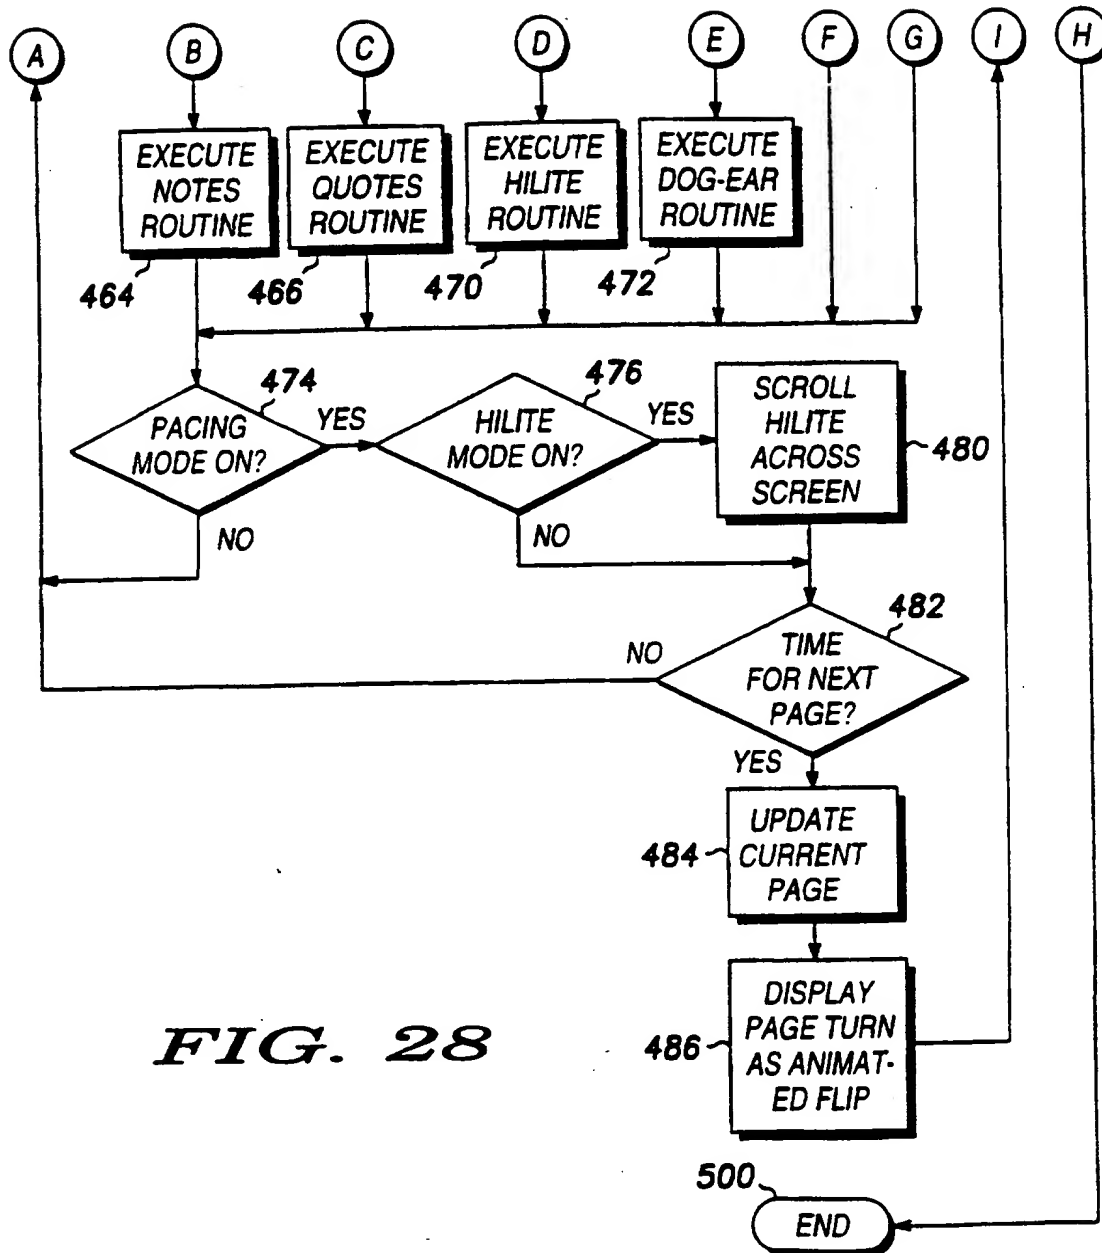 A B C D E F G I H
EXECUTE
NOTES
ROUTINE
464
EXECUTE
QUOTES
ROUTINE
466
EXECUTE
HILITE
ROUTINE
470
EXECUTE
DOG-EAR
ROUTINE
472
PACING
MODE ON?
474
YES
NO
HILITE
MODE ON?
476
YES
NO
SCROLL
HILITE
ACROSS
SCREEN
480
TIME
FOR NEXT
PAGE?
482
NO
YES
UPDATE
CURRENT
PAGE
484
DISPLAY
PAGE TURN
AS ANIMAT-
ED FLIP
486
FIG. 28
500
END